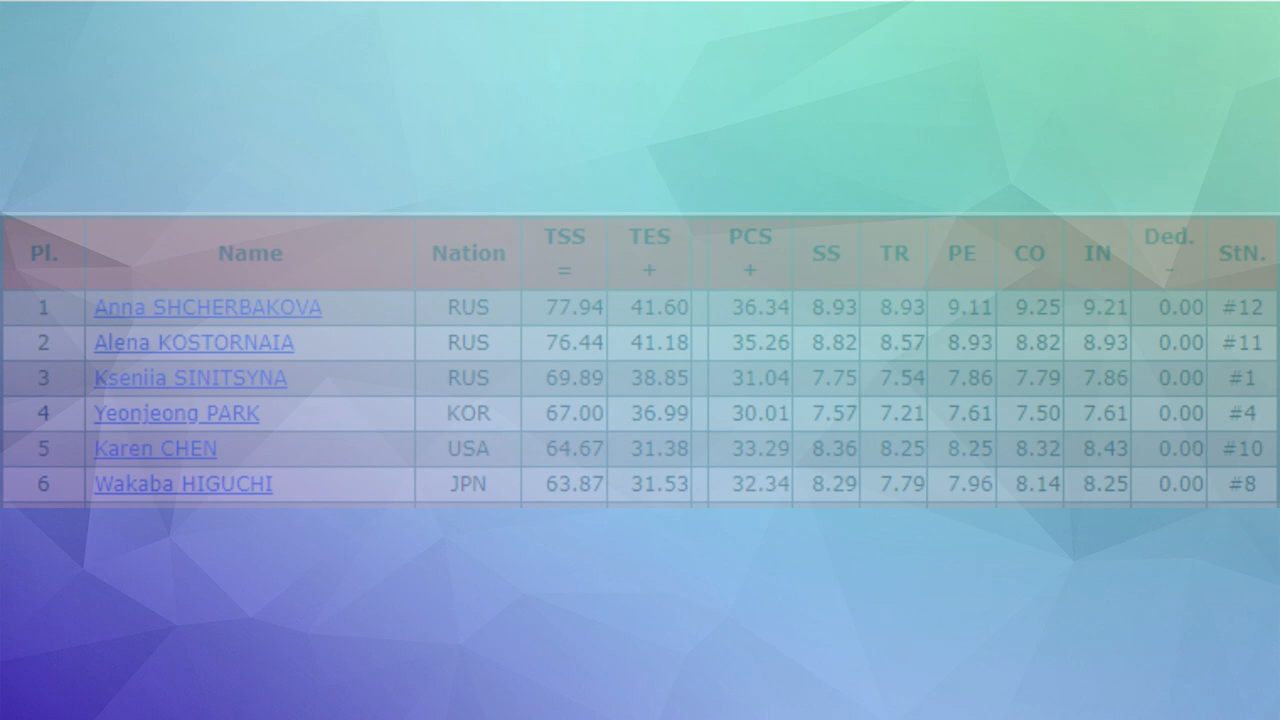 Pl. Name Nation TSS = TES + PCS + SS TR PE CO IN Ded. - StN.
1 Anna SHCHERBAKOVA RUS 77.94 41.60 36.34 8.93 8.93 9.11 9.25 9.21 0.00 #12
2 Alena KOSTORNAIA RUS 76.44 41.18 35.26 8.82 8.57 8.93 8.82 8.93 0.00 #11
3 Kseniia SINITSYNA RUS 69.89 38.85 31.04 7.75 7.54 7.86 7.79 7.86 0.00 #1
4 Yeonjeong PARK KOR 67.00 36.99 30.01 7.57 7.21 7.61 7.50 7.61 0.00 #4
5 Karen CHEN USA 64.67 31.38 33.29 8.36 8.25 8.25 8.32 8.43 0.00 #10
6 Wakaba HIGUCHI JPN 63.87 31.53 32.34 8.29 7.79 7.96 8.14 8.25 0.00 #8